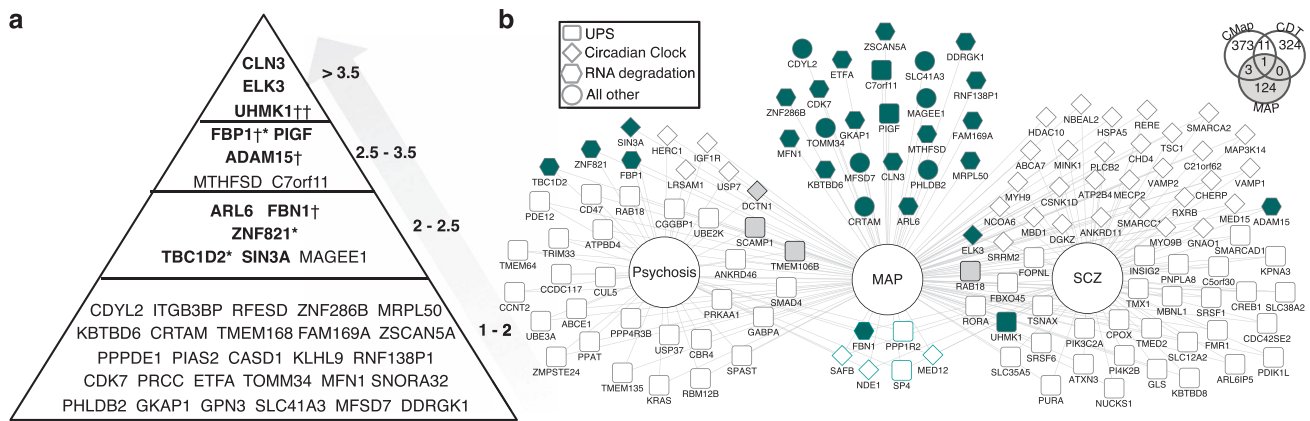 a
CLN3
ELK3
UHMK1††
> 3.5
FBP1†* PIGF
ADAM15†
MTHFSD C7orf11
2.5 - 3.5
ARL6 FBN1†
ZNF821*
TBC1D2* SIN3A MAGEE1
2 - 2.5
CDYL2 ITGB3BP RFESD ZNF286B MRPL50
KBTBD6 CRTAM TMEM168 FAM169A ZSCAN5A
PPPDE1 PIAS2 CASD1 KLHL9 RNF138P1
CDK7 PRCC ETFA TOMM34 MFN1 SNORA32
PHLDB2 GKAP1 GPN3 SLC41A3 MFSD7 DDRGK1
1 - 2
b
UPS
Circadian Clock
RNA degradation
All other
CMap
CDT
373
11
324
1
3
0
124
MAP
ZSCAN5A
CDYL2
ETFA
C7orf11
SLC41A3
DDRGK1
RNF138P1
ZNF286B
CDK7
MAGEE1
TOMM34
GKAP1
PIGF
MTHFSD
FAM169A
MFN1
KBTBD6
MFSD7
CLN3
PHLDB2
MRPL50
CRTAM
ARL6
SIN3A
HERC1
IGF1R
ZNF821
FBP1
LRSAM1
USP7
DCTN1
TBC1D2
PDE12
CD47
RAB18
CGGBP1
UBE2K
SCAMP1
ATPBD4
TRIM33
TMEM64
TMEM106B
ANKRD46
Psychosis
CCDC117
CUL5
CCNT2
SMAD4
PRKAA1
GABPA
ABCE1
UBE3A
PPP4R3B
USP37
CBR4
PPAT
ZMPSTE24
SPAST
TMEM135
KRAS
RBM12B
MAP
FBN1
PPP1R2
SAFB
NDE1
SP4
MED12
NBEAL2
HDAC10
HSPA5
RERE
SMARCA2
ABCA7
MINK1
PLCB2
CHD4
TSC1
MAP3K14
C21orf62
MYH9
CSNK1D
ATP2B4
MECP2
VAMP2
CHERP
VAMP1
NCOA6
MBD1
DGKZ
ANKRD11
RXRB
MED15
ADAM15
ELK3
SRRM2
MYO9B
GNAO1
SMARCAD1
RAB18
FOPNL
SCZ
INSIG2
PNPLA8
C5orf30
KPNA3
FBXO45
TMX1
MBNL1
SRSF1
CREB1
SLC38A2
RORA
TSNAX
UHMK1
CPOX
PIK3C2A
TMED2
FMR1
CDC42SE2
SLC35A5
SRSF6
SLC12A2
ATXN3
PI4K2B
GLS
ARL6IP5
PDIK1L
PURA
NUCKS1
KBTBD8